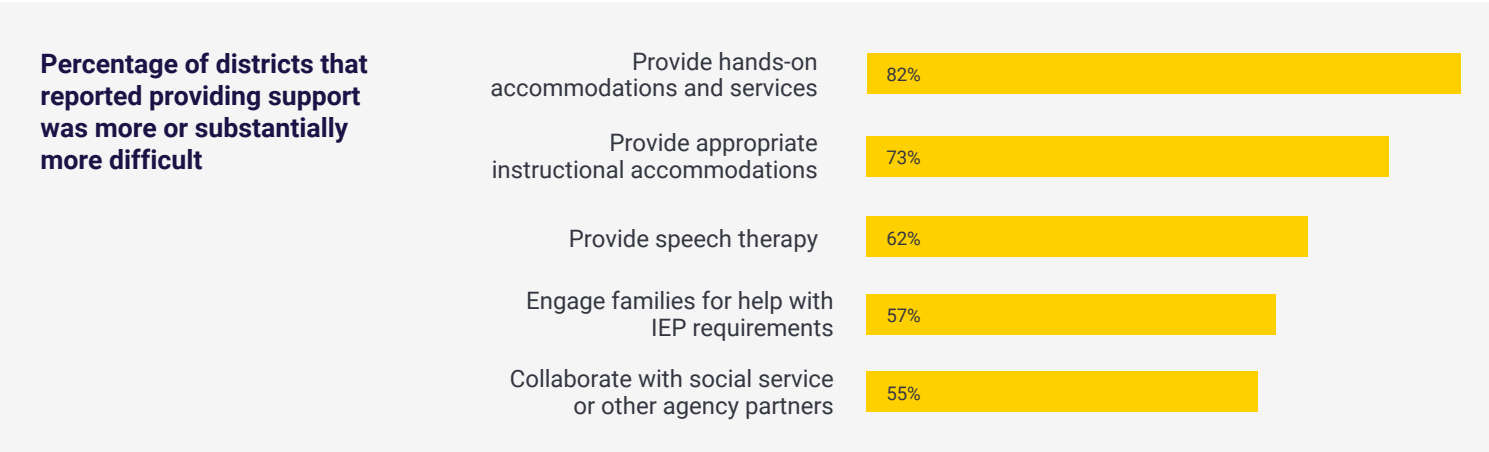 Percentage of districts that
reported providing support
was more or substantially
more difficult
Provide hands-on
accommodations and services
82%
Provide appropriate
instructional accommodations
73%
Provide speech therapy
62%
Engage families for help with
IEP requirements
57%
Collaborate with social service
or other agency partners
55%